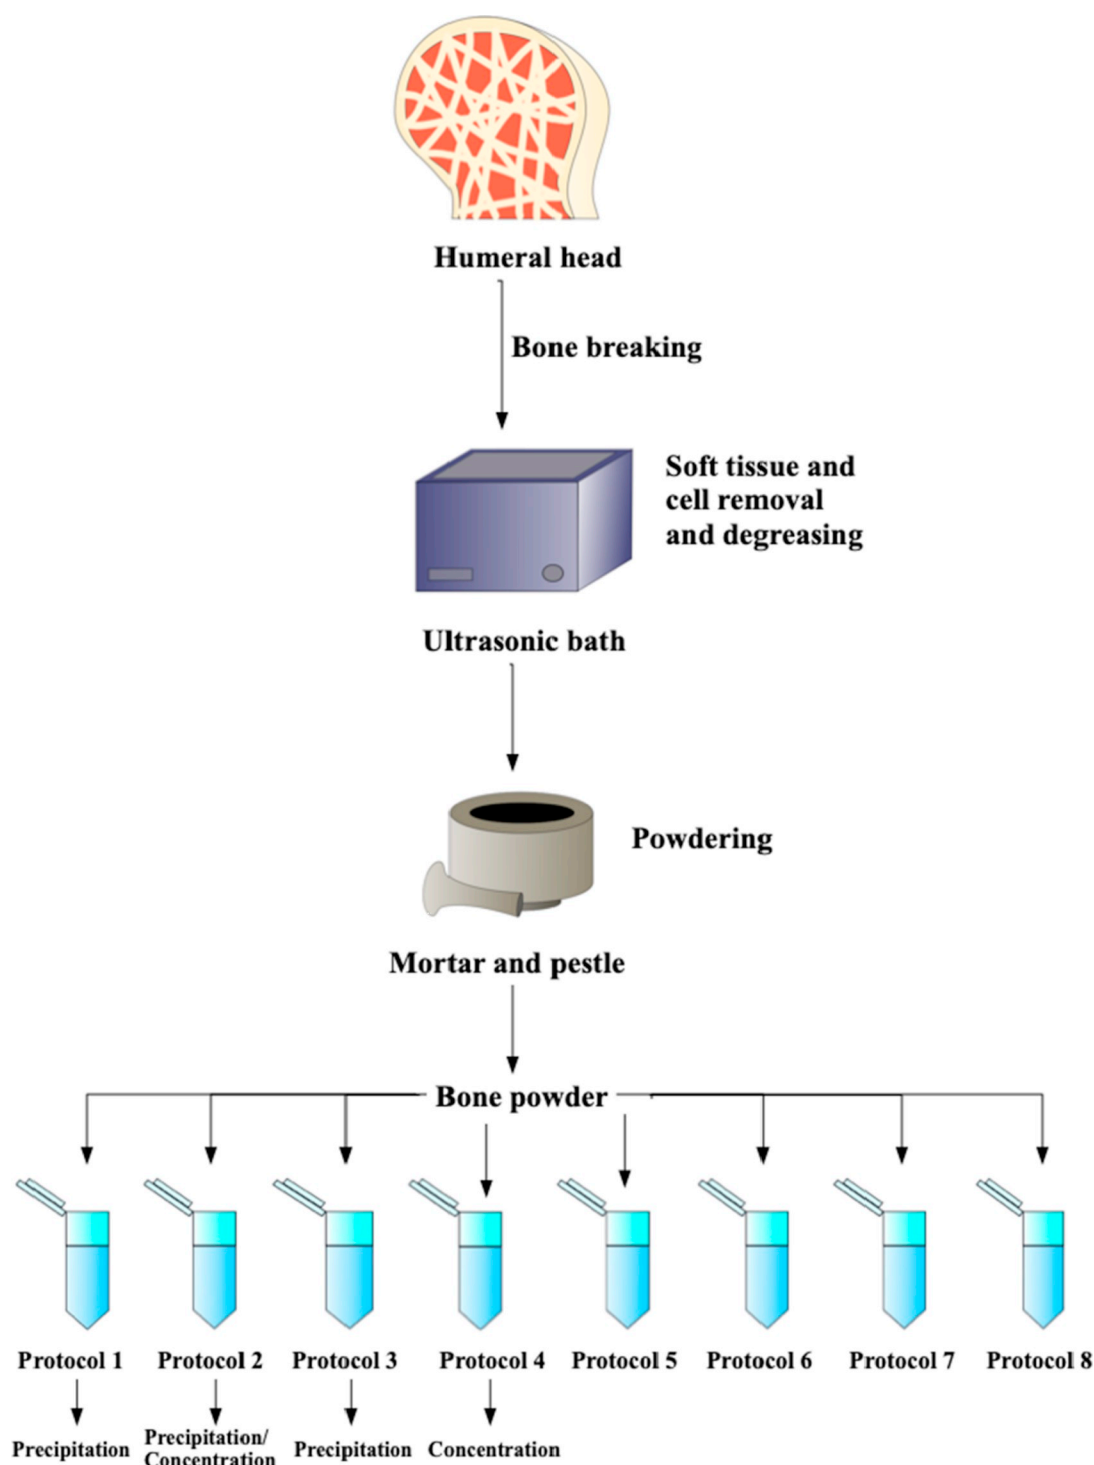 Humeral head
Bone breaking
Soft tissue and
cell removal
and degreasing
Ultrasonic bath
Powdering
Mortar and pestle
Bone powder
Protocol 1
Protocol 2
Protocol 3
Protocol 4
Protocol 5
Protocol 6
Protocol 7
Protocol 8
Precipitation
Precipitation/
Concentration
Precipitation
Concentration